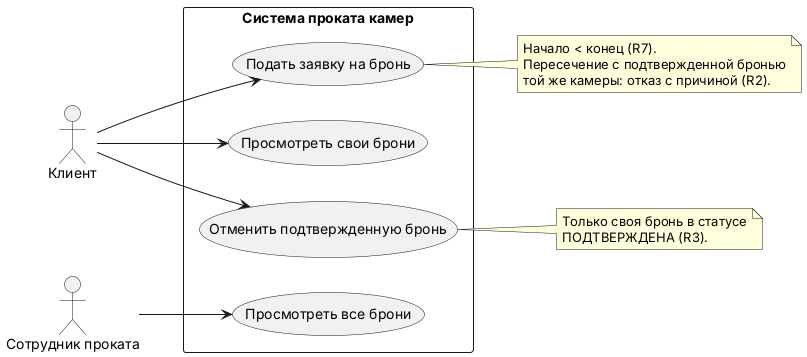 Система проката камер
Подать заявку на бронь
Начало < конец (R7).
Пересечение с подтвержденной бронью
той же камеры: отказ с причиной (R2).
Просмотреть свои брони
Клиент
Отменить подтвержденную бронь
Только своя бронь в статусе
ПОДТВЕРЖДЕНА (R3).
Просмотреть все брони
Сотрудник проката